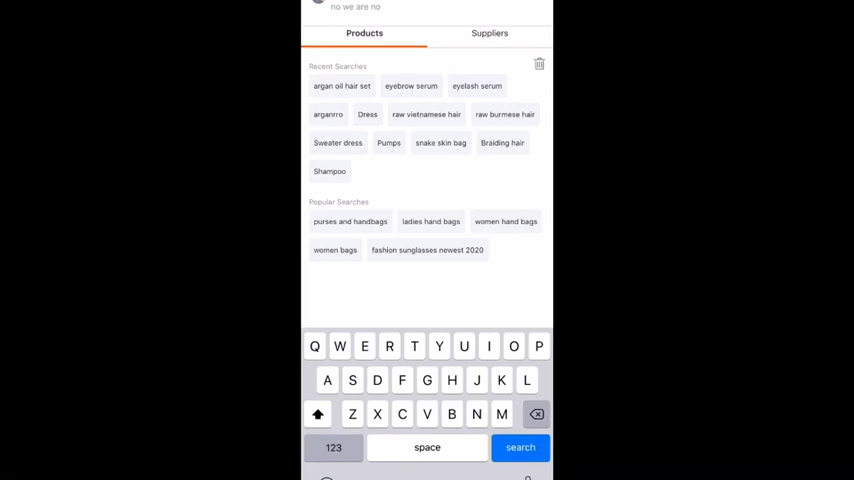 no we are no
Products Suppliers
Recent Searches
argan oil hair set eyebrow serum eyelash serum
arganrro Dress raw vietnamese hair raw burmese hair
Sweater dress Pumps snake skin bag Braiding hair
Shampoo
Popular Searches
purses and handbags ladies hand bags women hand bags
women bags fashion sunglasses newest 2020
Q W E R T Y U I O P
A S D F G H J K L
Z X C V B N M
123 space search